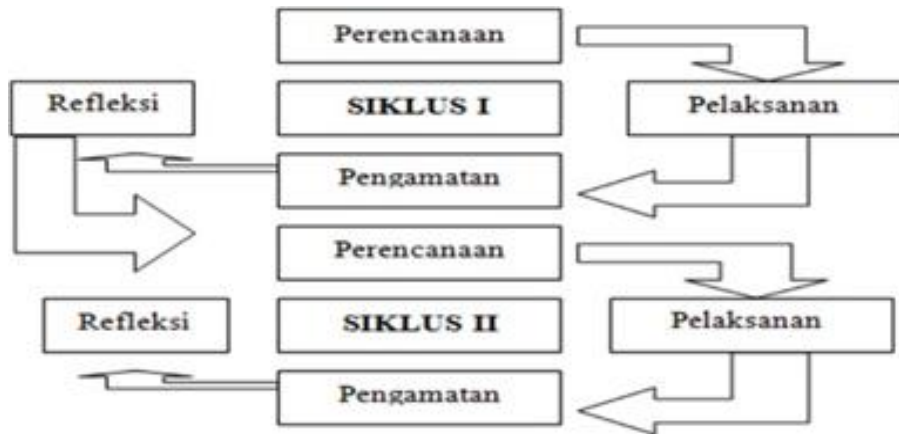 Perencanaan
Refleksi
SIKLUS I
Pelaksanan
Pengamatan
Perencanaan
Refleksi
SIKLUS II
Pelaksanan
Pengamatan